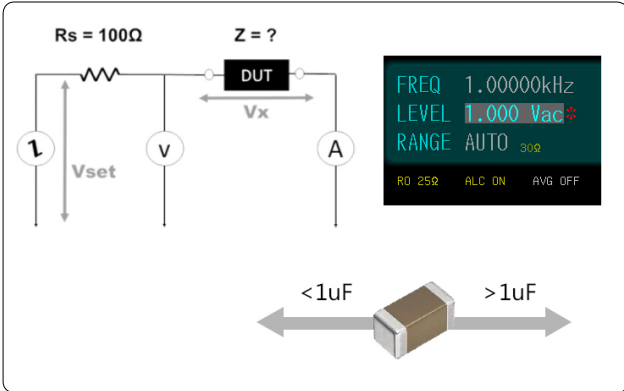 Rs = 100Ω
Z = ?
DUT
Vx
Vset
v
A
FREQ 1.00000kHz
LEVEL 1.000 Vac*
RANGE AUTO 30Ω
RO 25Ω ALC ON AVG OFF
<1uF >1uF